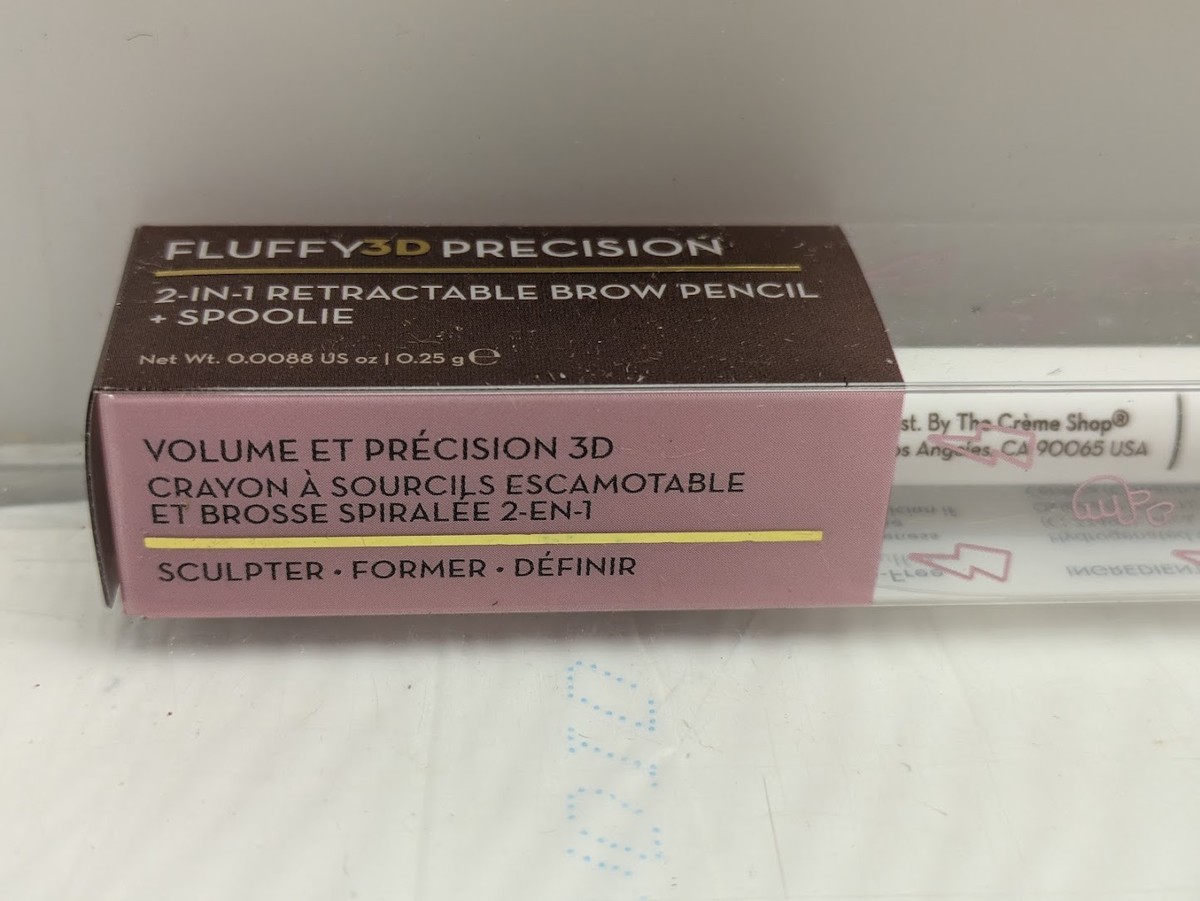 FLUFFY3D PRECISION
2-IN-1 RETRACTABLE BROW PENCIL
+ SPOOLIE
Net Wt. 0.0088 US oz | 0.25 g ℮
VOLUME ET PRÉCISION 3D
CRAYON À SOURCILS ESCAMOTABLE
ET BROSSE SPIRALÉE 2-EN-1
SCULPTER • FORMER • DÉFINIR
By The Crème Shop®
CA 90065 USA